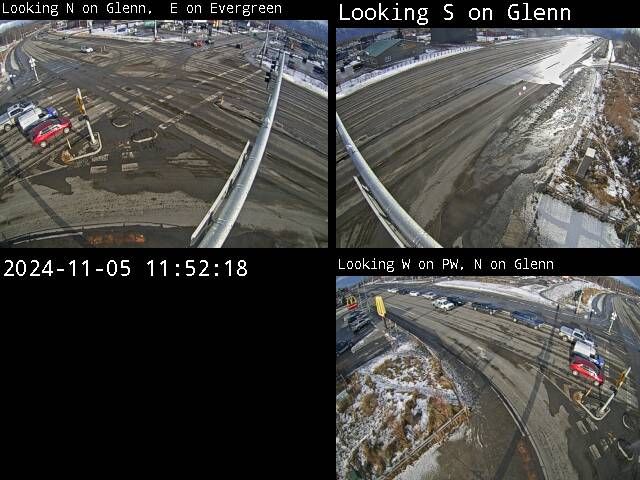 Looking N on Glenn,  E on Evergreen
Looking S on Glenn
2024-11-05 11:52:18
Looking W on PW, N on Glenn